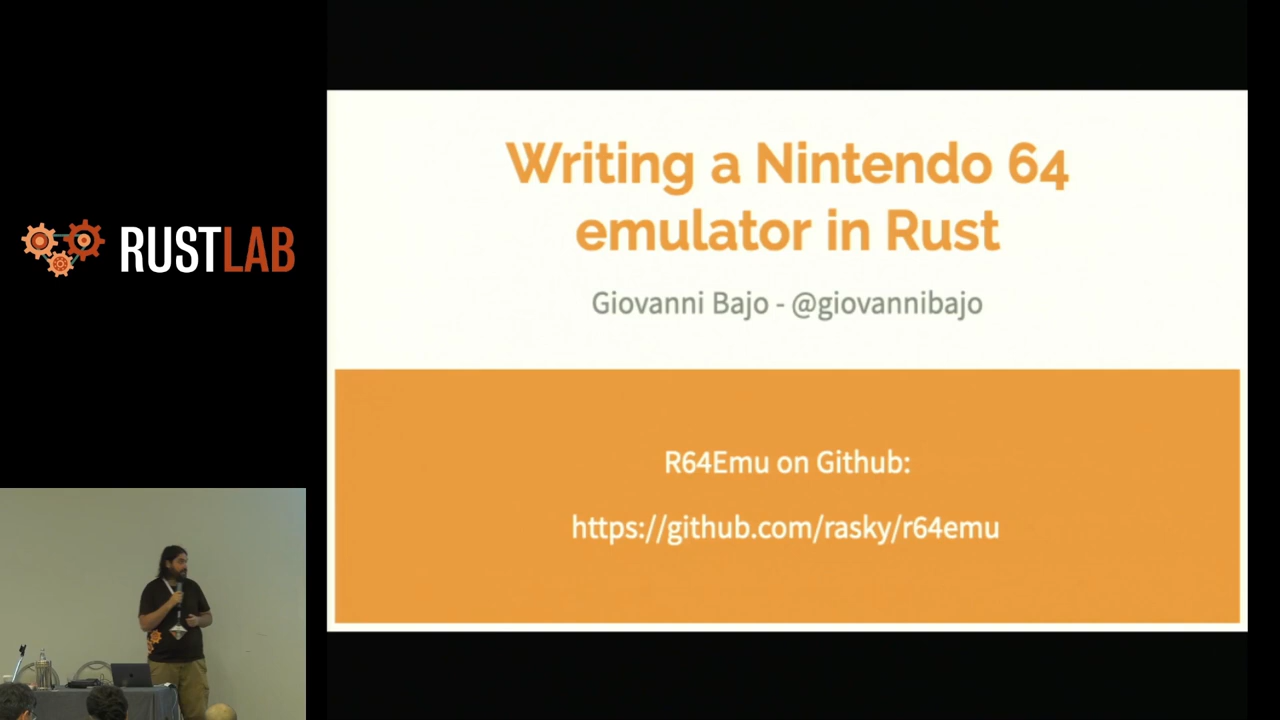 RUSTLAB
Writing a Nintendo 64
emulator in Rust
Giovanni Bajo - @giovannibajo
R64Emu on Github:
https://github.com/rasky/r64emu